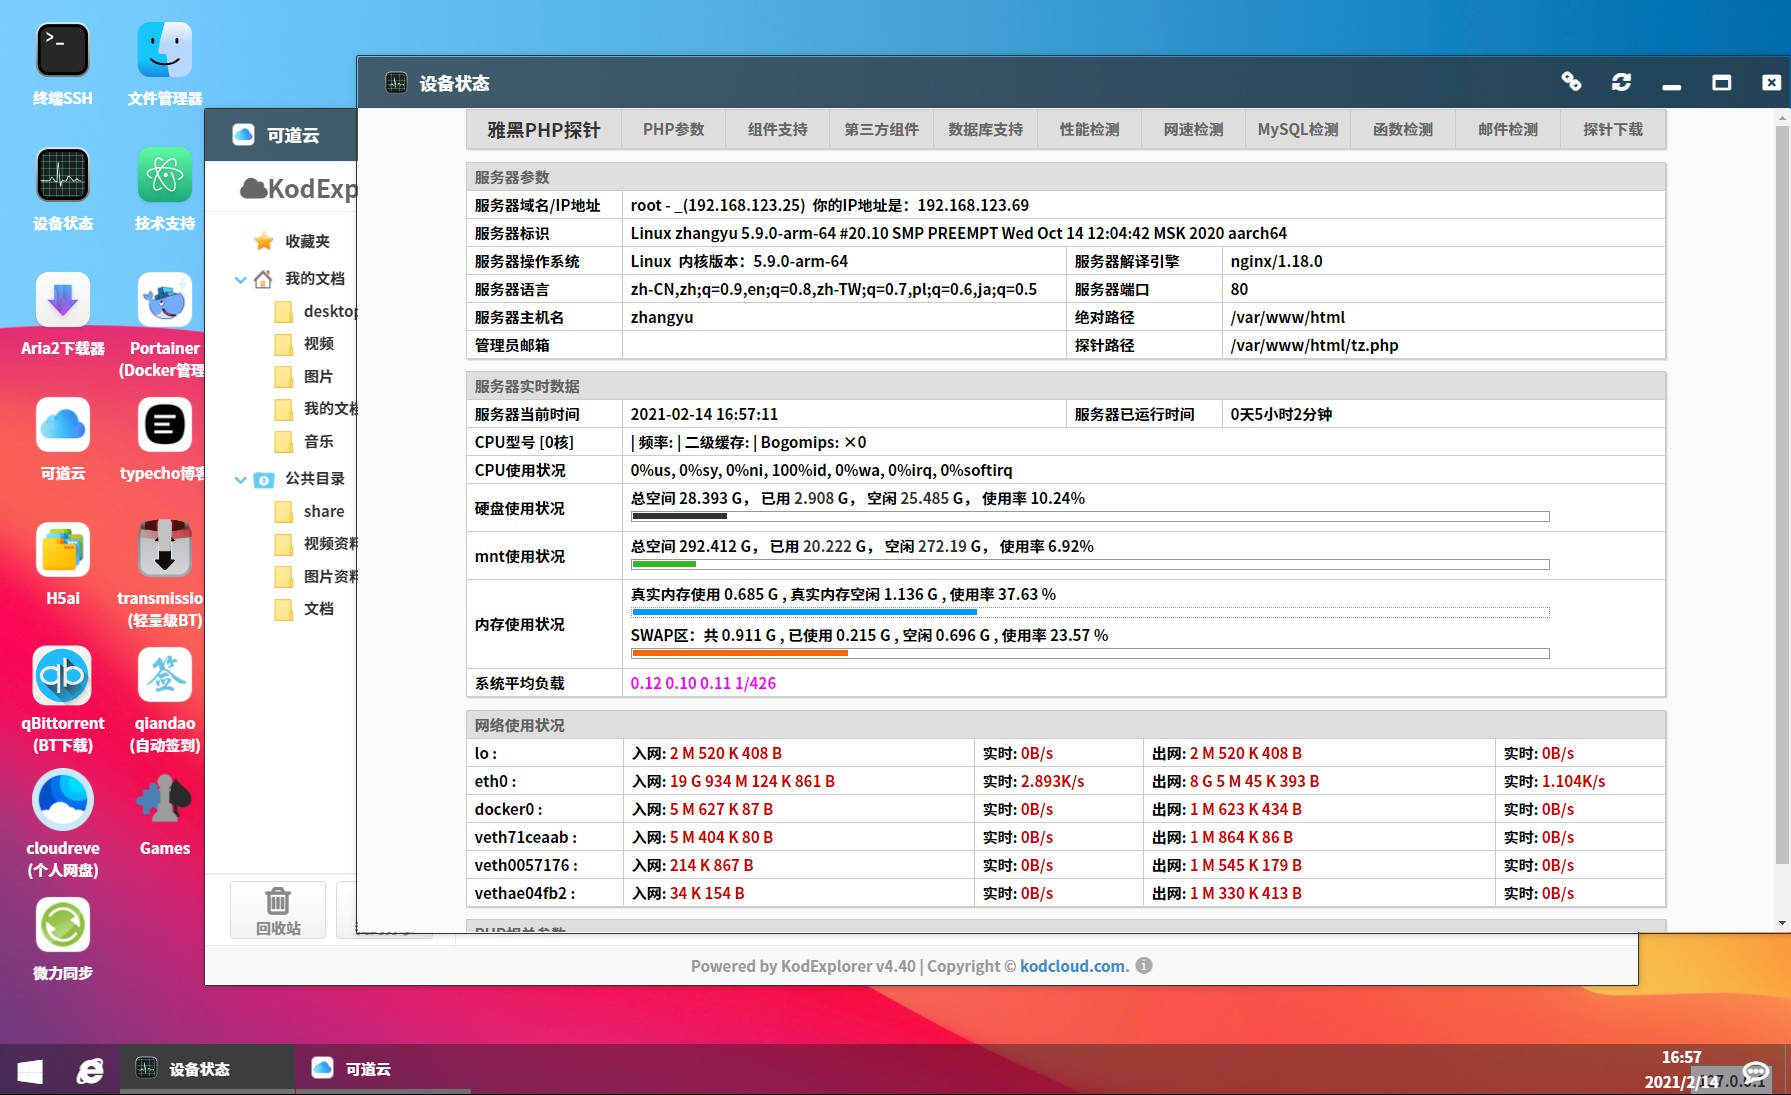 终端SSH
文件管理器
设备状态
技术支持
Aria2下载器
Portainer
(Docker管理
可道云
typecho博客
H5ai
transmissio
(轻量级BT)
qBittorrent
(BT下载)
qiandao
(自动签到)
cloudreve
(个人网盘)
Games
微力同步
签
qb
可道云
KodExp
收藏夹
我的文档
desktop
视频
图片
我的文档
音乐
公共目录
share
视频资料
图片资料
文档
回收站
Powered by KodExplorer v4.40 | Copyright © kodcloud.com.
设备状态
雅黑PHP探针 PHP参数 组件支持 第三方组件 数据库支持 性能检测 网速检测 MySQL检测 函数检测 邮件检测 探针下载
服务器参数
服务器域名/IP地址 root - _(192.168.123.25) 你的IP地址是：192.168.123.69
服务器标识 Linux zhangyu 5.9.0-arm-64 #20.10 SMP PREEMPT Wed Oct 14 12:04:42 MSK 2020 aarch64
服务器操作系统 Linux 内核版本：5.9.0-arm-64 服务器解译引擎 nginx/1.18.0
服务器语言 zh-CN,zh;q=0.9,en;q=0.8,zh-TW;q=0.7,pl;q=0.6,ja;q=0.5 服务器端口 80
服务器主机名 zhangyu 绝对路径 /var/www/html
管理员邮箱 探针路径 /var/www/html/tz.php
服务器实时数据
服务器当前时间 2021-02-14 16:57:11 服务器已运行时间 0天5小时2分钟
CPU型号 [0核] | 频率: | 二级缓存: | Bogomips: ×0
CPU使用状况 0%us, 0%sy, 0%ni, 100%id, 0%wa, 0%irq, 0%softirq
硬盘使用状况 总空间 28.393 G， 已用 2.908 G， 空闲 25.485 G， 使用率 10.24%
mnt使用状况 总空间 292.412 G， 已用 20.222 G， 空闲 272.19 G， 使用率 6.92%
内存使用状况 真实内存使用 0.685 G , 真实内存空闲 1.136 G , 使用率 37.63 %
SWAP区：共 0.911 G , 已使用 0.215 G , 空闲 0.696 G , 使用率 23.57 %
系统平均负载 0.12 0.10 0.11 1/426
网络使用状况
lo : 入网: 2 M 520 K 408 B 实时: 0B/s 出网: 2 M 520 K 408 B 实时: 0B/s
eth0 : 入网: 19 G 934 M 124 K 861 B 实时: 2.893K/s 出网: 8 G 5 M 45 K 393 B 实时: 1.104K/s
docker0 : 入网: 5 M 627 K 87 B 实时: 0B/s 出网: 1 M 623 K 434 B 实时: 0B/s
veth71ceaab : 入网: 5 M 404 K 80 B 实时: 0B/s 出网: 1 M 864 K 86 B 实时: 0B/s
veth0057176 : 入网: 214 K 867 B 实时: 0B/s 出网: 1 M 545 K 179 B 实时: 0B/s
vethae04fb2 : 入网: 34 K 154 B 实时: 0B/s 出网: 1 M 330 K 413 B 实时: 0B/s
PHP相关参数
设备状态
可道云
16:57
2021/2/14